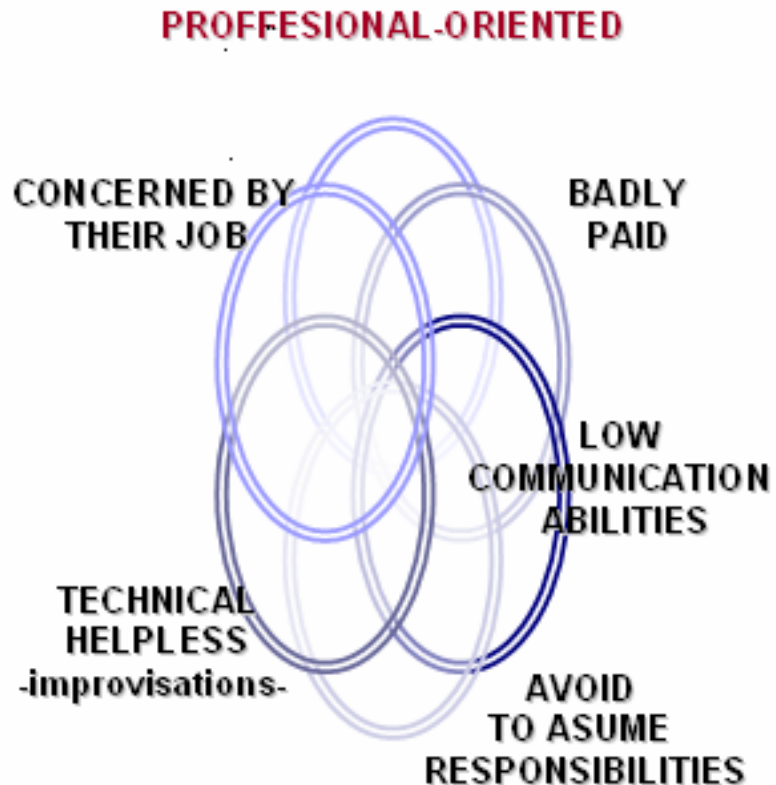 PROFFESIONAL-ORIENTED
CONCERNED BY
THEIR JOB
BADLY
PAID
LOW
COMMUNICATION
ABILITIES
TECHNICAL
HELPLESS
-improvisations-
AVOID
TO ASUME
RESPONSIBILITIES